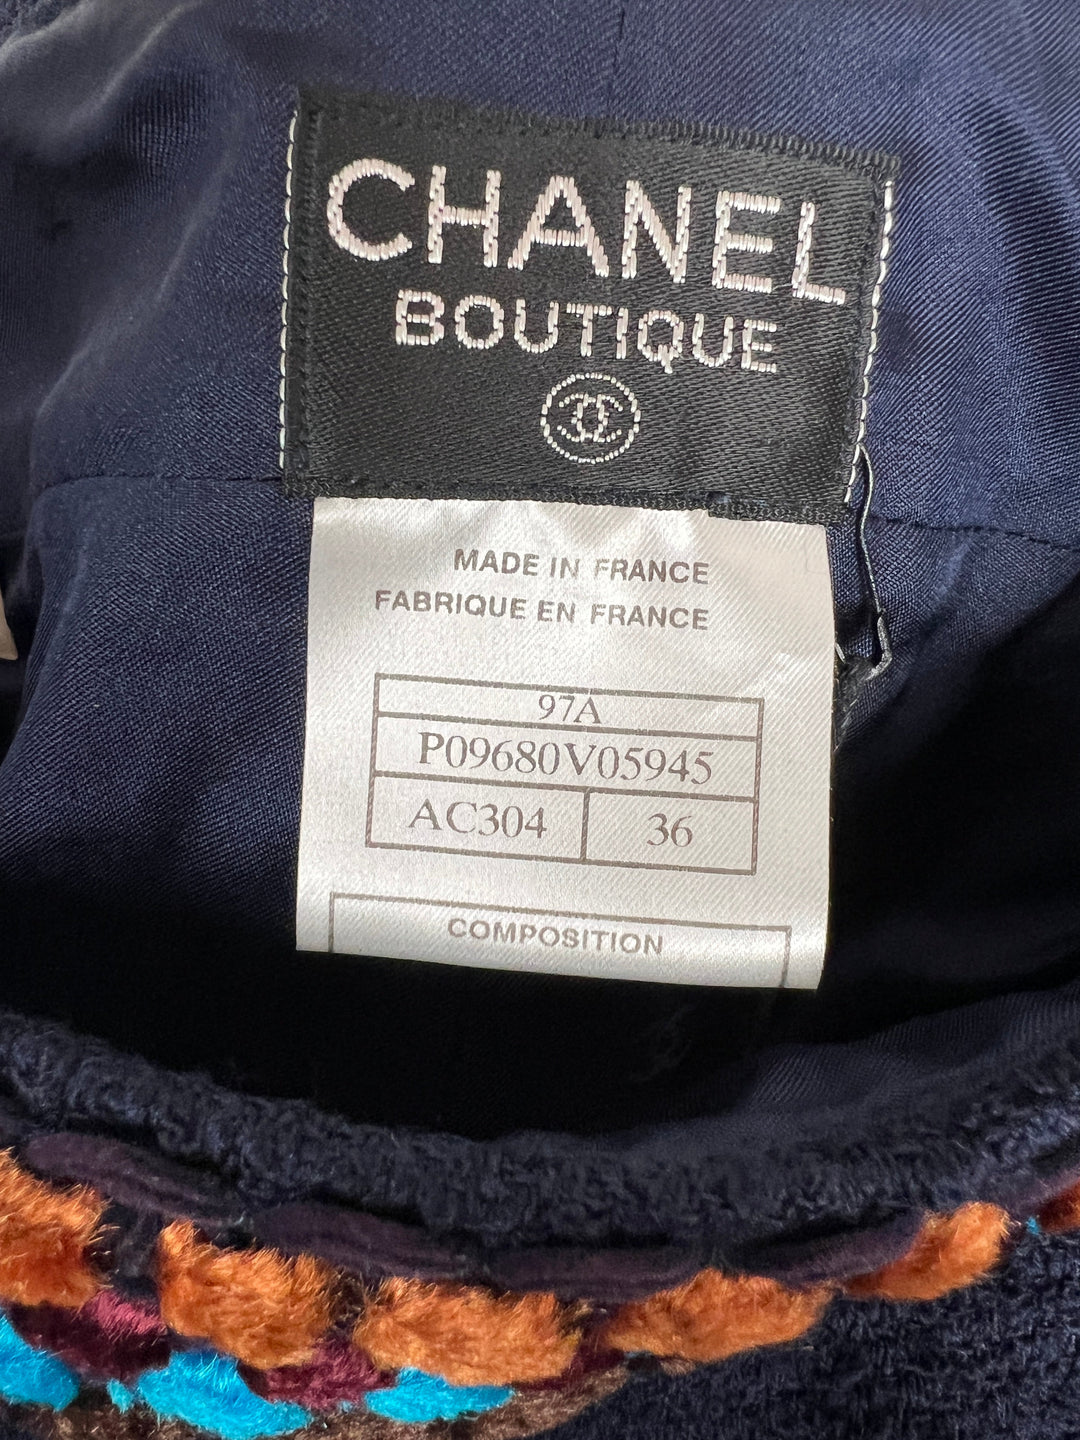 CHANEL
BOUTIQUE
MADE IN FRANCE
FABRIQUE EN FRANCE
97A
P09680V05945
AC304 36
COMPOSITION